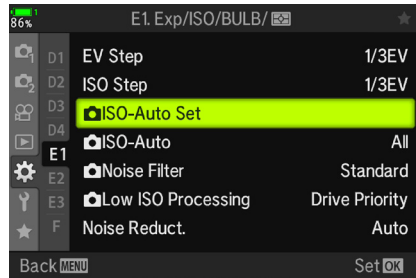 86% E1. Exp/ISO/BULB/
D1 EV Step 1/3EV
D2 ISO Step 1/3EV
D3 ISO-Auto Set
D4 ISO-Auto All
E1
E2 Noise Filter Standard
E3 Low ISO Processing Drive Priority
F Noise Reduct. Auto
Back MENU Set OK
1
2